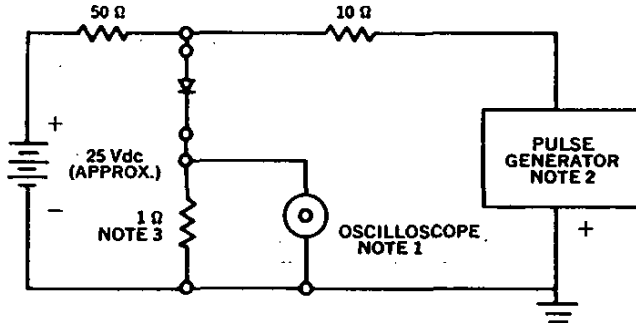 50 Ω
10 Ω
+
25 Vdc
(APPROX.)
−
1 Ω
NOTE 3
OSCILLOSCOPE
NOTE 1
PULSE
GENERATOR
NOTE 2
+